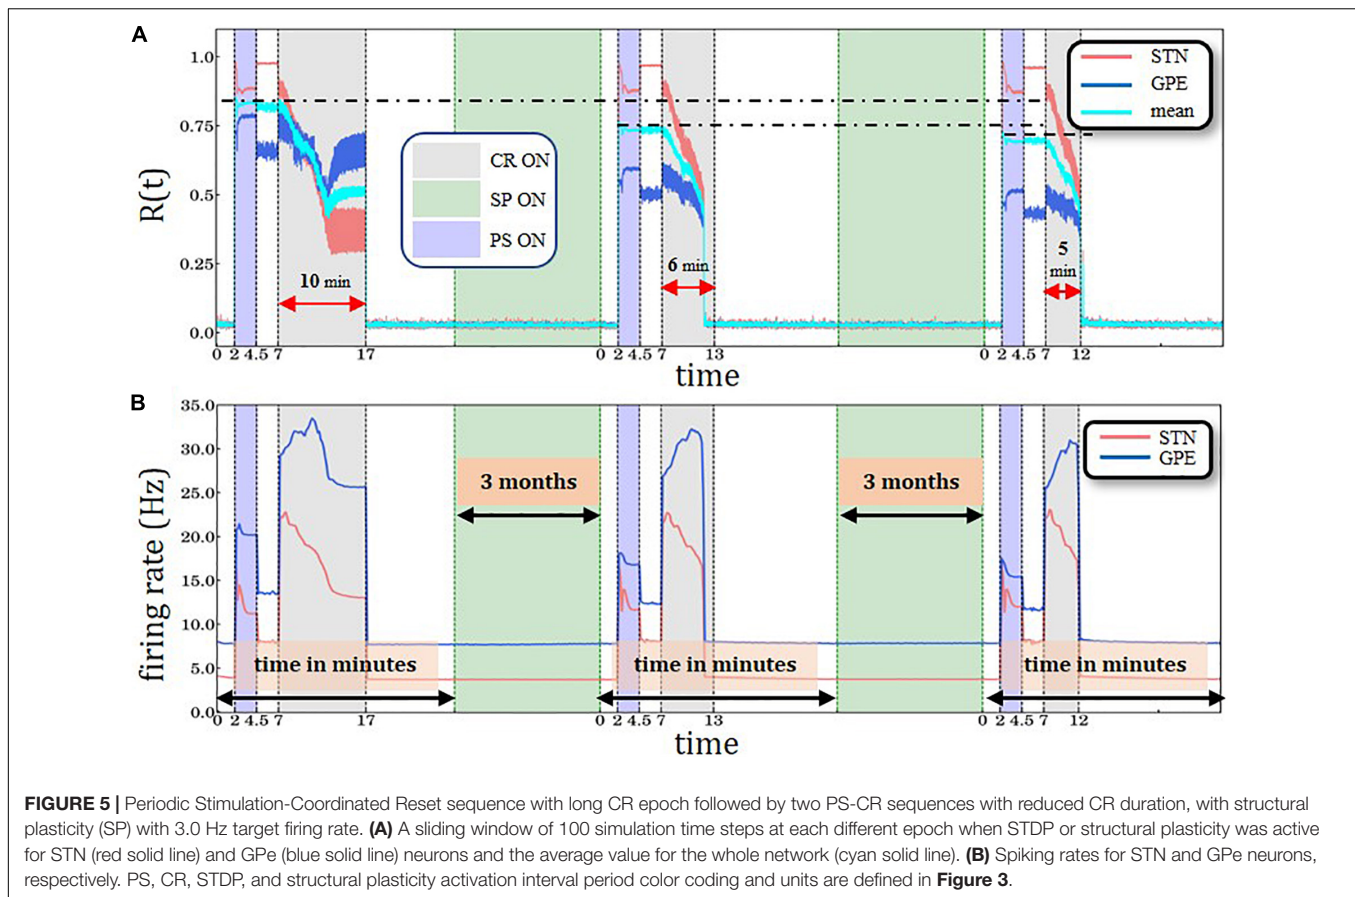 A
R(t)
1.0
0.75
0.5
0.25
0.0
STN
GPE
mean
CR ON
SP ON
PS ON
10 min
6 min
5
min
0 2 4.5 7 17 0 2 4.5 7 13 0 2 4.5 7 12
time
B
firing rate (Hz)
35.0
30.0
25.0
20.0
15.0
10.0
5.0
0.0
STN
GPE
3 months
3 months
time in minutes
time in minutes
time in minutes
0 2 4.5 7 17 0 2 4.5 7 13 0 2 4.5 7 12
time
FIGURE 5 | Periodic Stimulation-Coordinated Reset sequence with long CR epoch followed by two PS-CR sequences with reduced CR duration, with structural
plasticity (SP) with 3.0 Hz target firing rate. (A) A sliding window of 100 simulation time steps at each different epoch when STDP or structural plasticity was active
for STN (red solid line) and GPe (blue solid line) neurons and the average value for the whole network (cyan solid line). (B) Spiking rates for STN and GPe neurons,
respectively. PS, CR, STDP, and structural plasticity activation interval period color coding and units are defined in Figure 3.